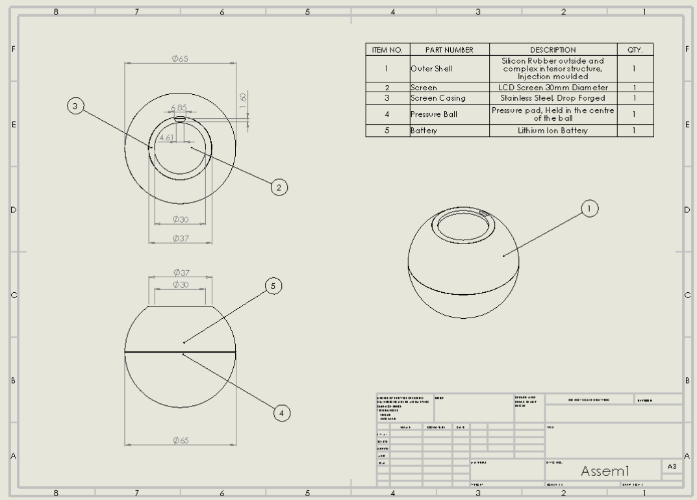 8 7 6 5 4 3 2 1
F F
E E
D D
C C
B B
A A
ITEM NO. PART NUMBER DESCRIPTION QTY.
1 Outer Shell Silicon Rubber outside and complex interior structure, Injection moulded 1
2 Screen LCD Screen 30mm Diameter 1
3 Screen Casing Stainless Steel, Drop Forged 1
4 Pressure Ball Pressure pad, Held in the centre of the ball 1
5 Battery Lithium Ion Battery 1
Ø65
6.85
1.60
3
4.61
2
Ø30
Ø37
1
Ø37
Ø30
5
4
Ø65
Assem1
A3
8 7 6 5 4 3 2 1